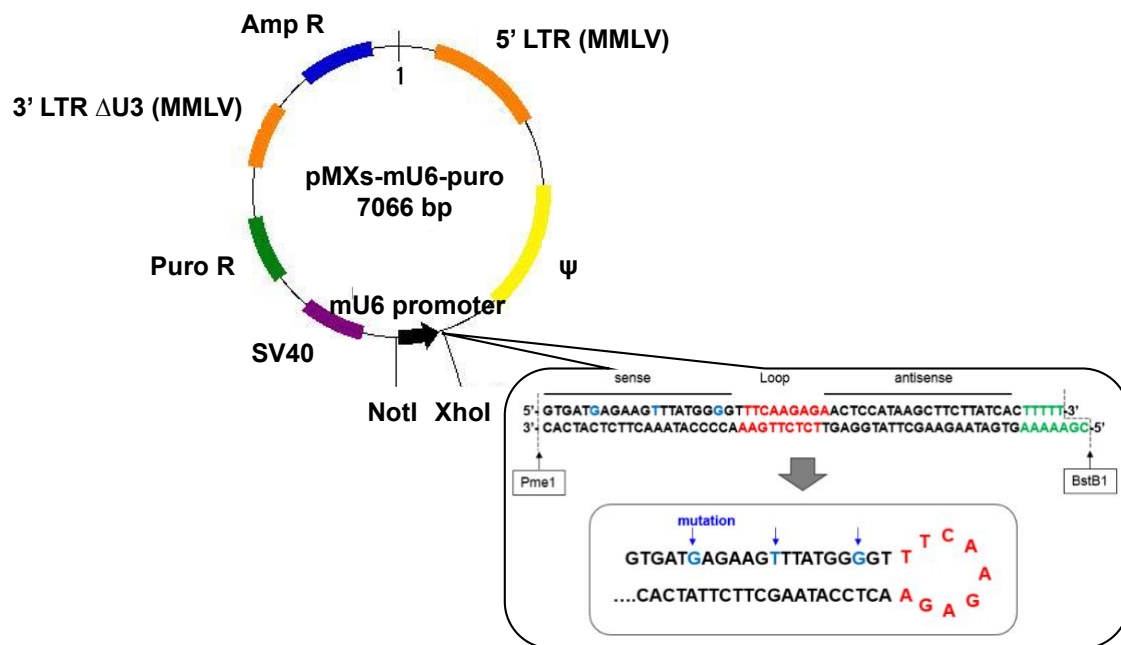 Amp R
5' LTR (MMLV)
1
3' LTR ΔU3 (MMLV)
pMXs-mU6-puro
7066 bp
Puro R
ψ
mU6 promoter
SV40
NotI XhoI
sense Loop antisense
5'- GTGATGAGAAGTTTATGGGGTTTCAAGAGAACTCCATAAGCTTCTTATCACTTTTT-3'
3'- CACTACTCTTCAAATACCCCAAAGTTCTCTTGAGGTATTCGAAGAATAGTGAAAAAGC-5'
Pme1 BstB1
mutation
GTGATGAGAAGTTTATGGGGT T T C A A G A G A
....CACTATTCTTCGAATACCTCA